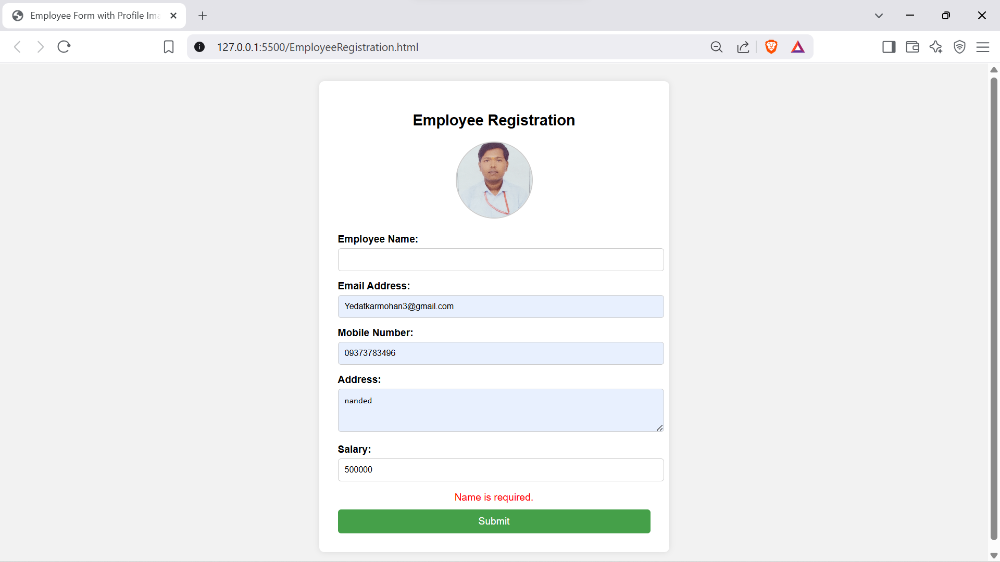 Employee Form with Profile Ima
127.0.0.1:5500/EmployeeRegistration.html
Employee Registration
Employee Name:
Email Address:
Yedatkarmohan3@gmail.com
Mobile Number:
09373783496
Address:
nanded
Salary:
500000
Name is required.
Submit